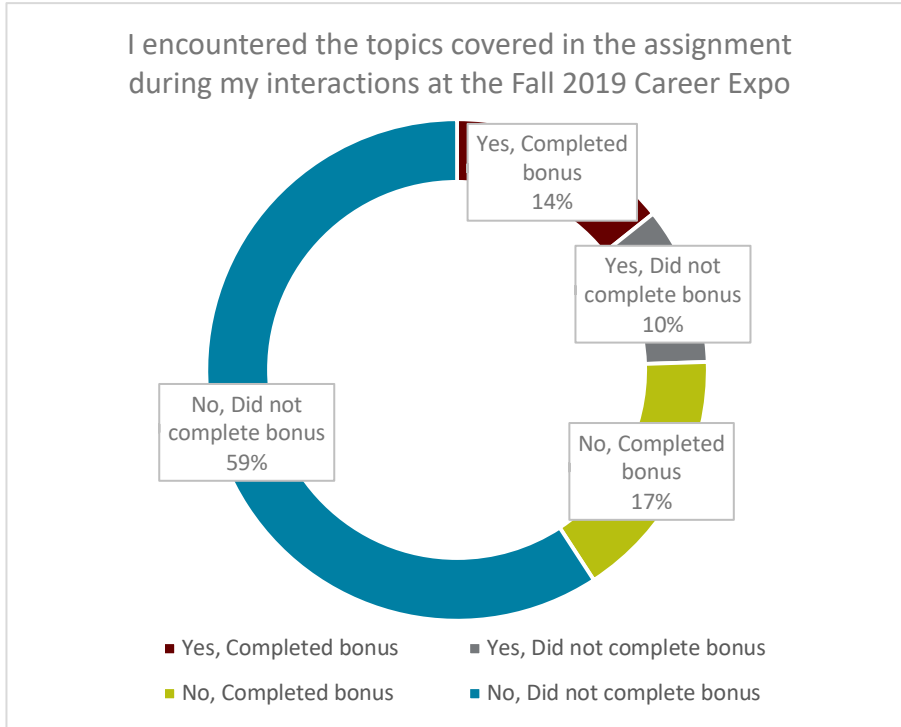 I encountered the topics covered in the assignment
during my interactions at the Fall 2019 Career Expo
Yes, Completed
bonus
14%
Yes, Did not
complete bonus
10%
No, Did not
complete bonus
59%
No, Completed
bonus
17%
Yes, Completed bonus
Yes, Did not complete bonus
No, Completed bonus
No, Did not complete bonus